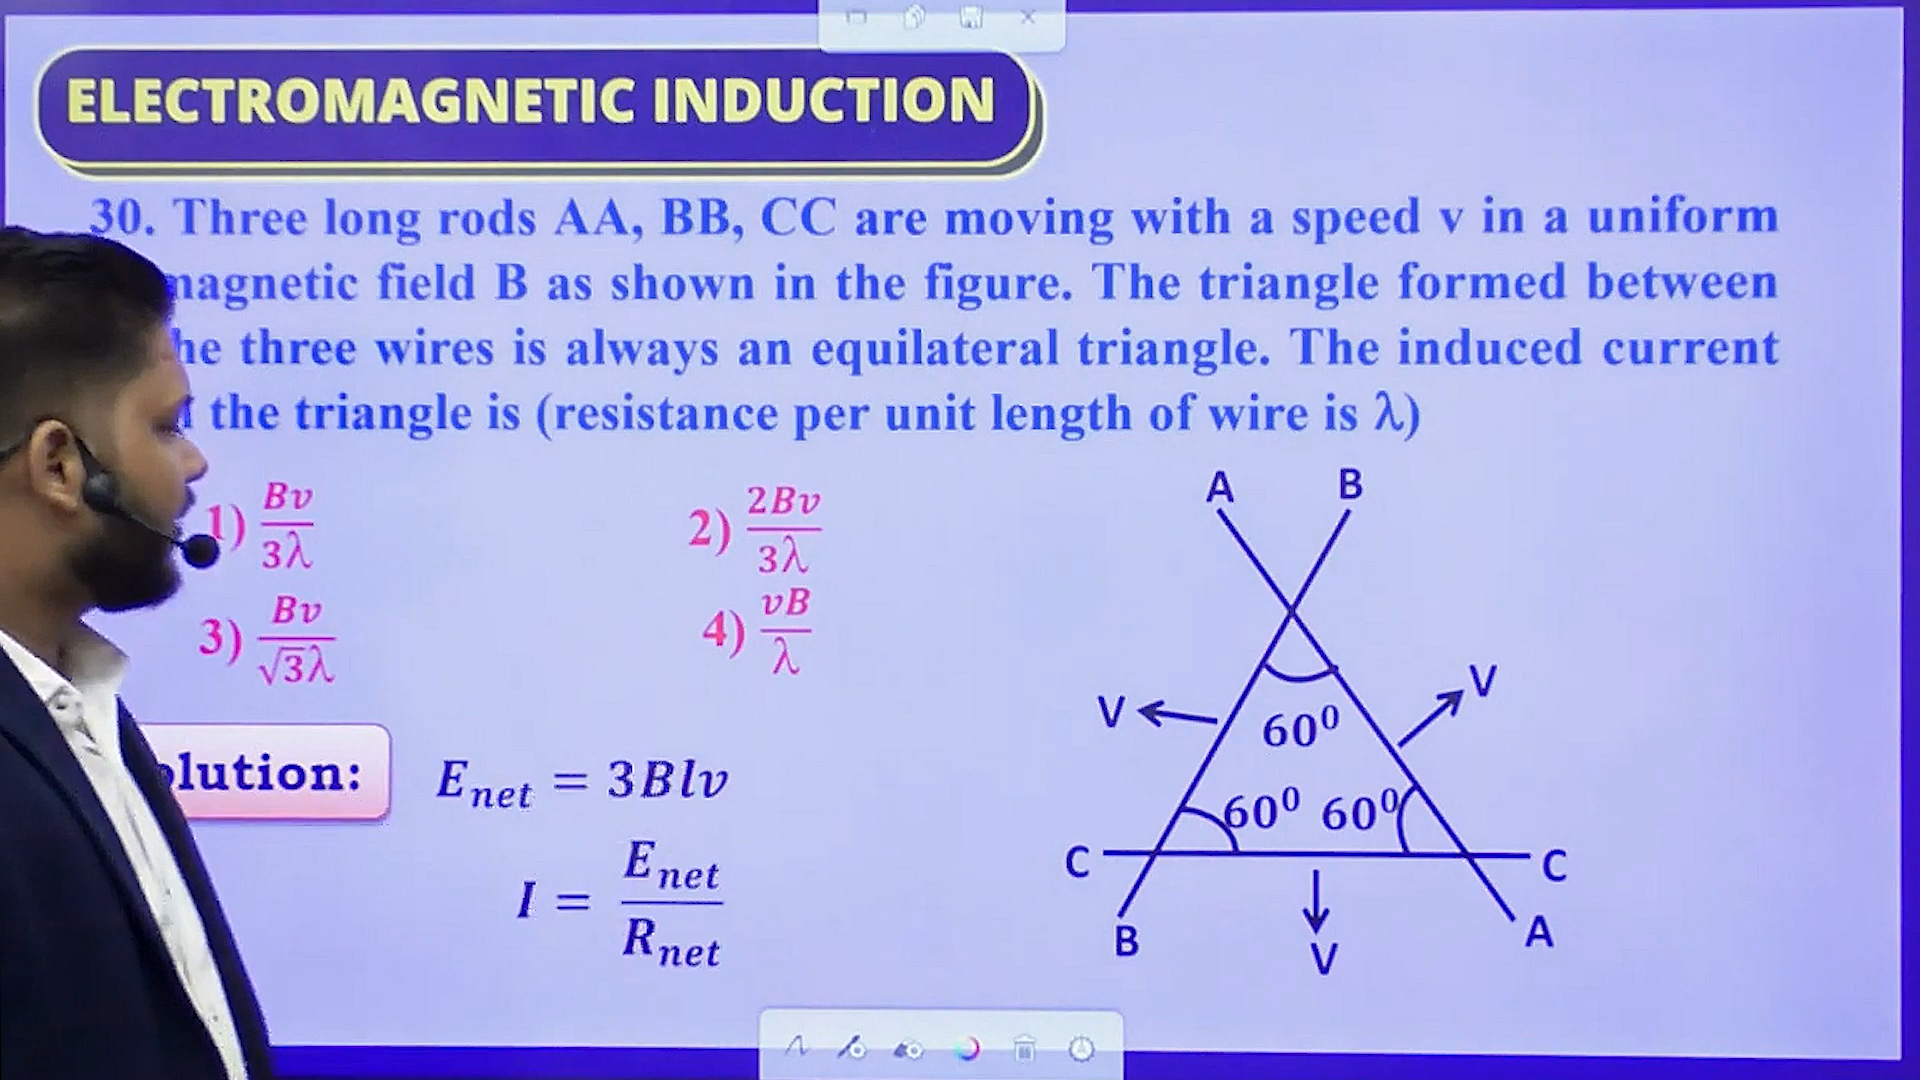 ELECTROMAGNETIC INDUCTION
30. Three long rods AA, BB, CC are moving with a speed v in a uniform
magnetic field B as shown in the figure. The triangle formed between
he three wires is always an equilateral triangle. The induced current
the triangle is (resistance per unit length of wire is λ)
1) Bv/3λ
2) 2Bv/3λ
3) Bv/√3λ
4) vB/λ
A B
V
V
60⁰
60⁰ 60⁰
C C
B A
V
olution:
E_net = 3Blv
I = E_net/R_net